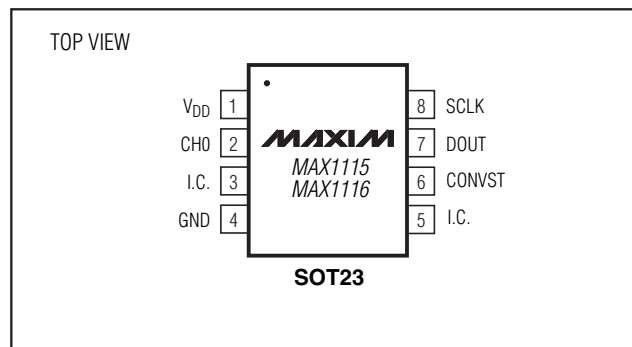 TOP VIEW
VDD 1
CH0 2
I.C. 3
GND 4
MAXIM
MAX1115
MAX1116
8 SCLK
7 DOUT
6 CONVST
5 I.C.
SOT23